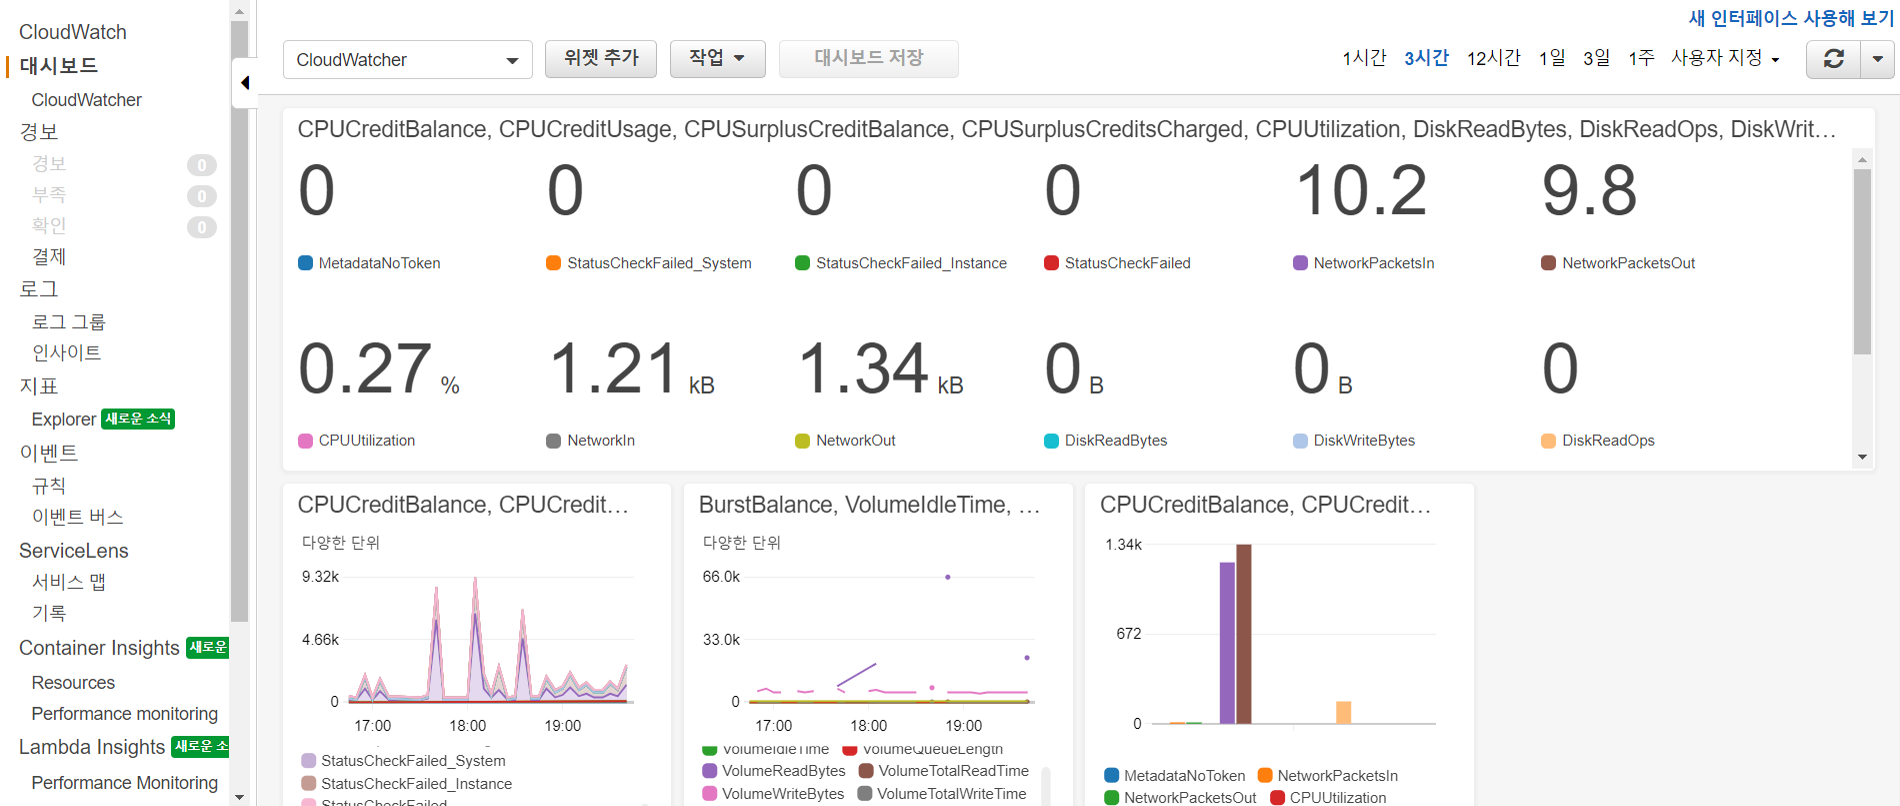 CloudWatch
대시보드
CloudWatcher
경보
경보 0
부족 0
확인 0
결제
로그
로그 그룹
인사이트
지표
Explorer 새로운 소식
이벤트
규칙
이벤트 버스
ServiceLens
서비스 맵
기록
Container Insights 새로운
Resources
Performance monitoring
Lambda Insights 새로운 소
Performance Monitoring
새 인터페이스 사용해 보기
CloudWatcher 위젯 추가 작업 대시보드 저장 1시간 3시간 12시간 1일 3일 1주 사용자 지정
CPUCreditBalance, CPUCreditUsage, CPUSurplusCreditBalance, CPUSurplusCreditsCharged, CPUUtilization, DiskReadBytes, DiskReadOps, DiskWrit…
0 0 0 0 10.2 9.8
MetadataNoToken StatusCheckFailed_System StatusCheckFailed_Instance StatusCheckFailed NetworkPacketsIn NetworkPacketsOut
0.27 % 1.21 kB 1.34 kB 0 B 0 B 0
CPUUtilization NetworkIn NetworkOut DiskReadBytes DiskWriteBytes DiskReadOps
CPUCreditBalance, CPUCredit…
다양한 단위
9.32k
4.66k
0
17:00 18:00 19:00
StatusCheckFailed_System
StatusCheckFailed_Instance
StatusCheckFailed
BurstBalance, VolumeIdleTime, …
다양한 단위
66.0k
33.0k
0
17:00 18:00 19:00
VolumeIdleTime VolumeQueueLength
VolumeReadBytes VolumeTotalReadTime
VolumeWriteBytes VolumeTotalWriteTime
CPUCreditBalance, CPUCredit…
1.34k
672
0
MetadataNoToken NetworkPacketsIn
NetworkPacketsOut CPUUtilization